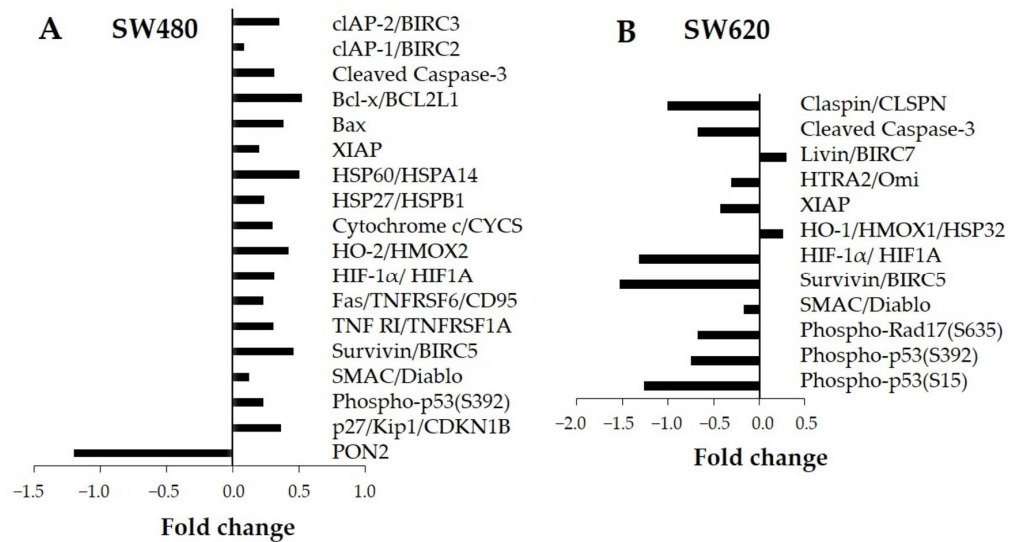 A SW480
cIAP-2/BIRC3
cIAP-1/BIRC2
Cleaved Caspase-3
Bcl-x/BCL2L1
Bax
XIAP
HSP60/HSPA14
HSP27/HSPB1
Cytochrome c/CYCS
HO-2/HMOX2
HIF-1α/ HIF1A
Fas/TNFRSF6/CD95
TNF RI/TNFRSF1A
Survivin/BIRC5
SMAC/Diablo
Phospho-p53(S392)
p27/Kip1/CDKN1B
PON2
−1.5 −1.0 −0.5 0.0 0.5 1.0
Fold change
B SW620
Claspin/CLSPN
Cleaved Caspase-3
Livin/BIRC7
HTRA2/Omi
XIAP
HO-1/HMOX1/HSP32
HIF-1α/ HIF1A
Survivin/BIRC5
SMAC/Diablo
Phospho-Rad17(S635)
Phospho-p53(S392)
Phospho-p53(S15)
−2.0 −1.5 −1.0 −0.5 0.0 0.5
Fold change